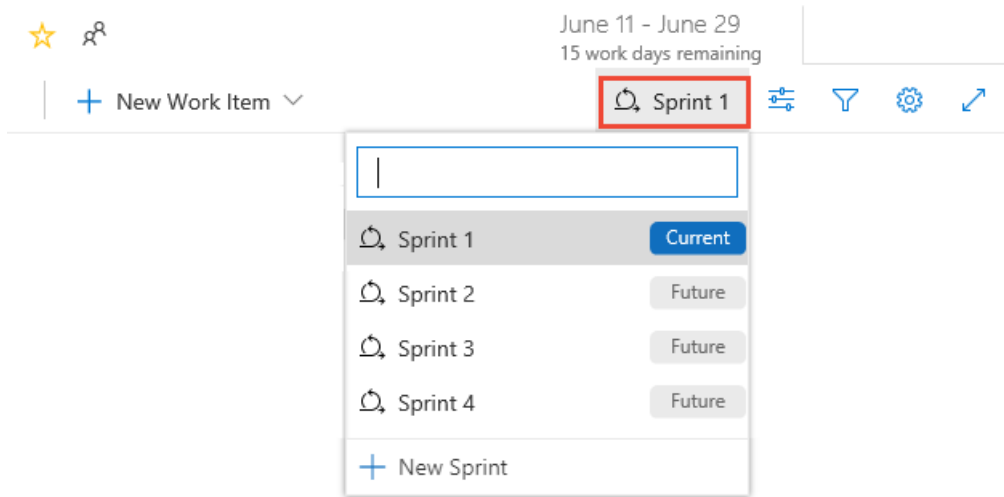 June 11 - June 29
15 work days remaining
New Work Item
Sprint 1
Sprint 1 Current
Sprint 2 Future
Sprint 3 Future
Sprint 4 Future
New Sprint